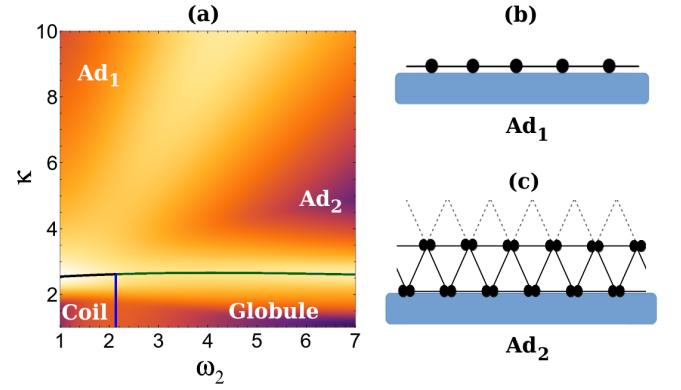 (a)
10
8
6
4
2
κ
Ad₁
Ad₂
Coil
Globule
1 2 3 4 5 6 7
ω₂
(b)
Ad₁
(c)
Ad₂